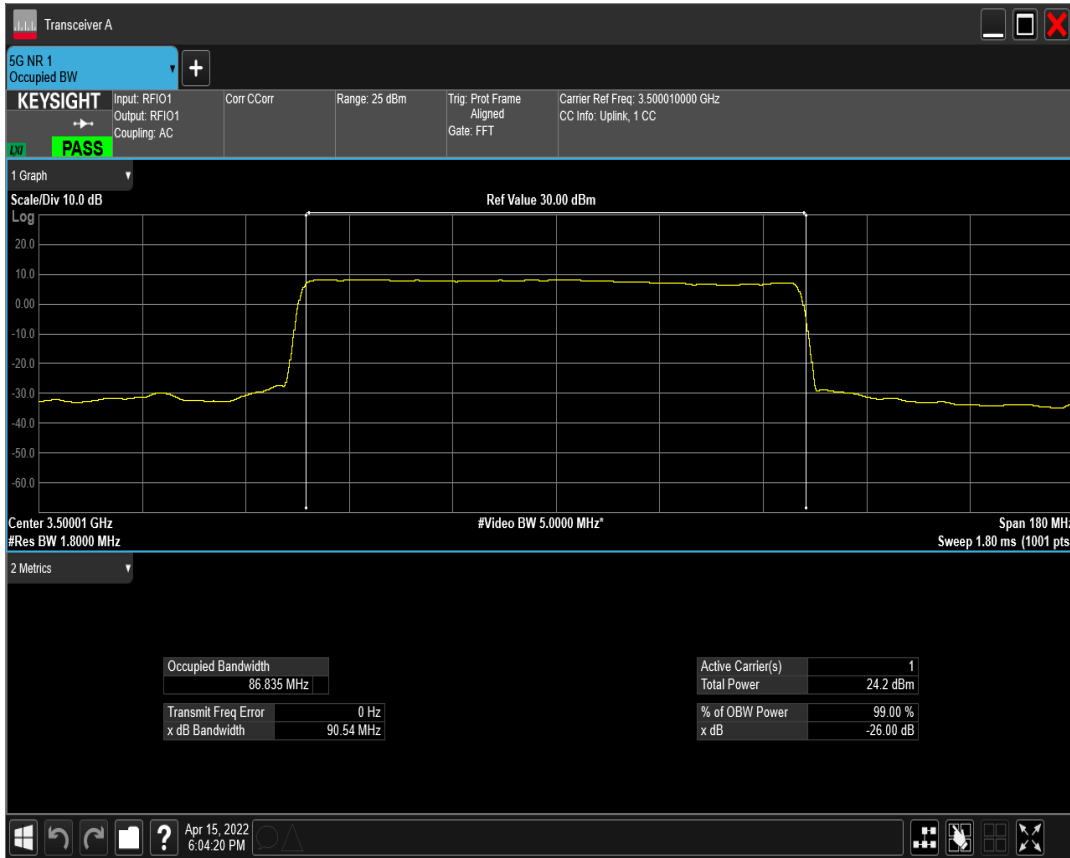 Transceiver A
5G NR 1
Occupied BW
KEYSIGHT
LXI
PASS
Input: RFIO1
Output: RFIO1
Coupling: AC
Corr CCorr
Range: 25 dBm
Trig: Prot Frame
Aligned
Gate: FFT
Carrier Ref Freq: 3.500010000 GHz
CC Info: Uplink, 1 CC
1 Graph
Scale/Div 10.0 dB
Ref Value 30.00 dBm
Log
20.0
10.0
0.00
-10.0
-20.0
-30.0
-40.0
-50.0
-60.0
Center 3.50001 GHz
#Video BW 5.0000 MHz*
Span 180 MHz
#Res BW 1.8000 MHz
Sweep 1.80 ms (1001 pts
2 Metrics
Occupied Bandwidth
86.835 MHz
Transmit Freq Error 0 Hz
x dB Bandwidth 90.54 MHz
Active Carrier(s) 1
Total Power 24.2 dBm
% of OBW Power 99.00 %
x dB -26.00 dB
?
Apr 15, 2022
6:04:20 PM